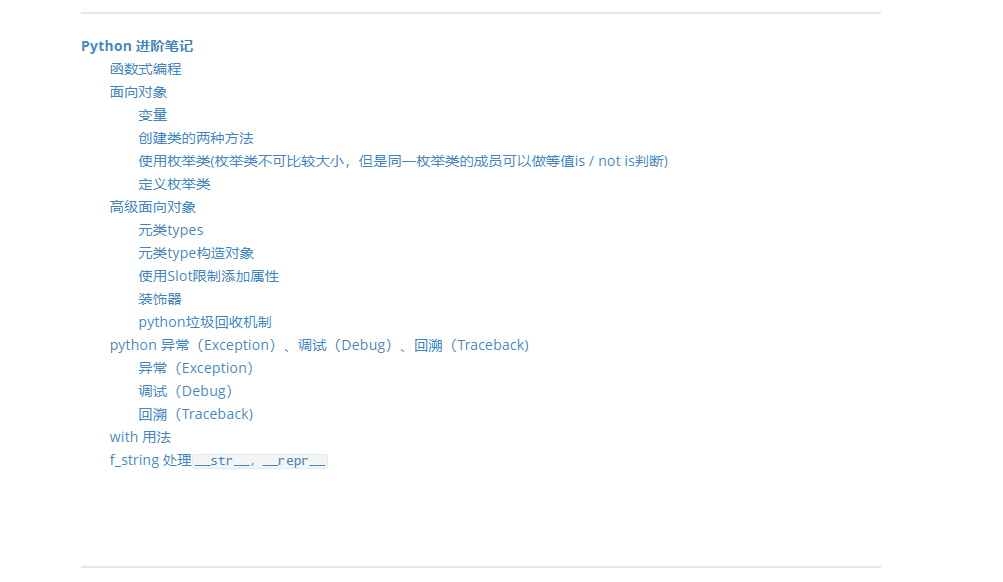 Python 进阶笔记
函数式编程
面向对象
变量
创建类的两种方法
使用枚举类(枚举类不可比较大小，但是同一枚举类的成员可以做等值is / not is判断)
定义枚举类
高级面向对象
元类types
元类type构造对象
使用Slot限制添加属性
装饰器
python垃圾回收机制
python 异常（Exception）、调试（Debug）、回溯（Traceback)
异常（Exception）
调试（Debug）
回溯（Traceback)
with 用法
f_string 处理 __str__, __repr__